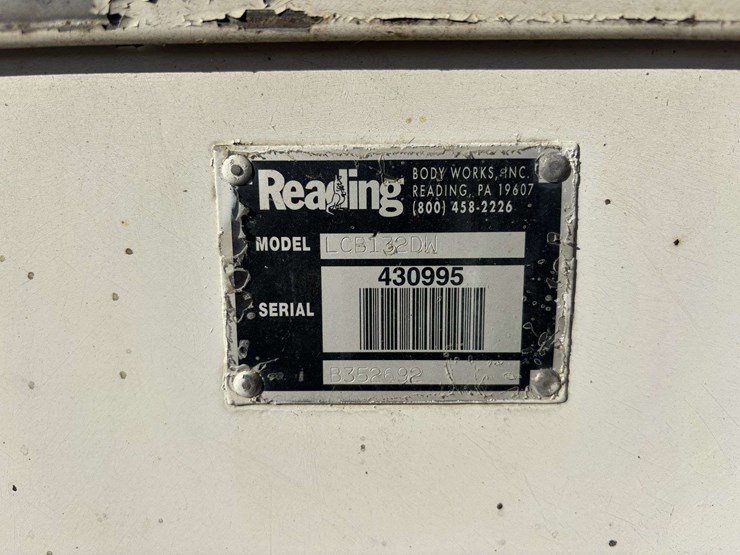 Reading
BODY WORKS, INC.
READING, PA 19607
(800) 458-2226
MODEL LCB132DW
430995
SERIAL